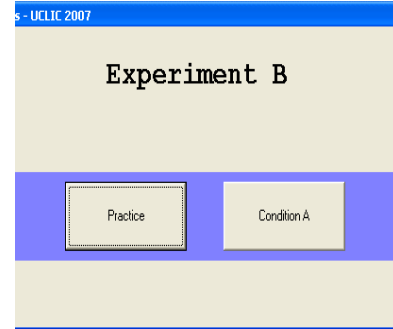 s - UCLIC 2007
Experiment B
Practice
Condition A